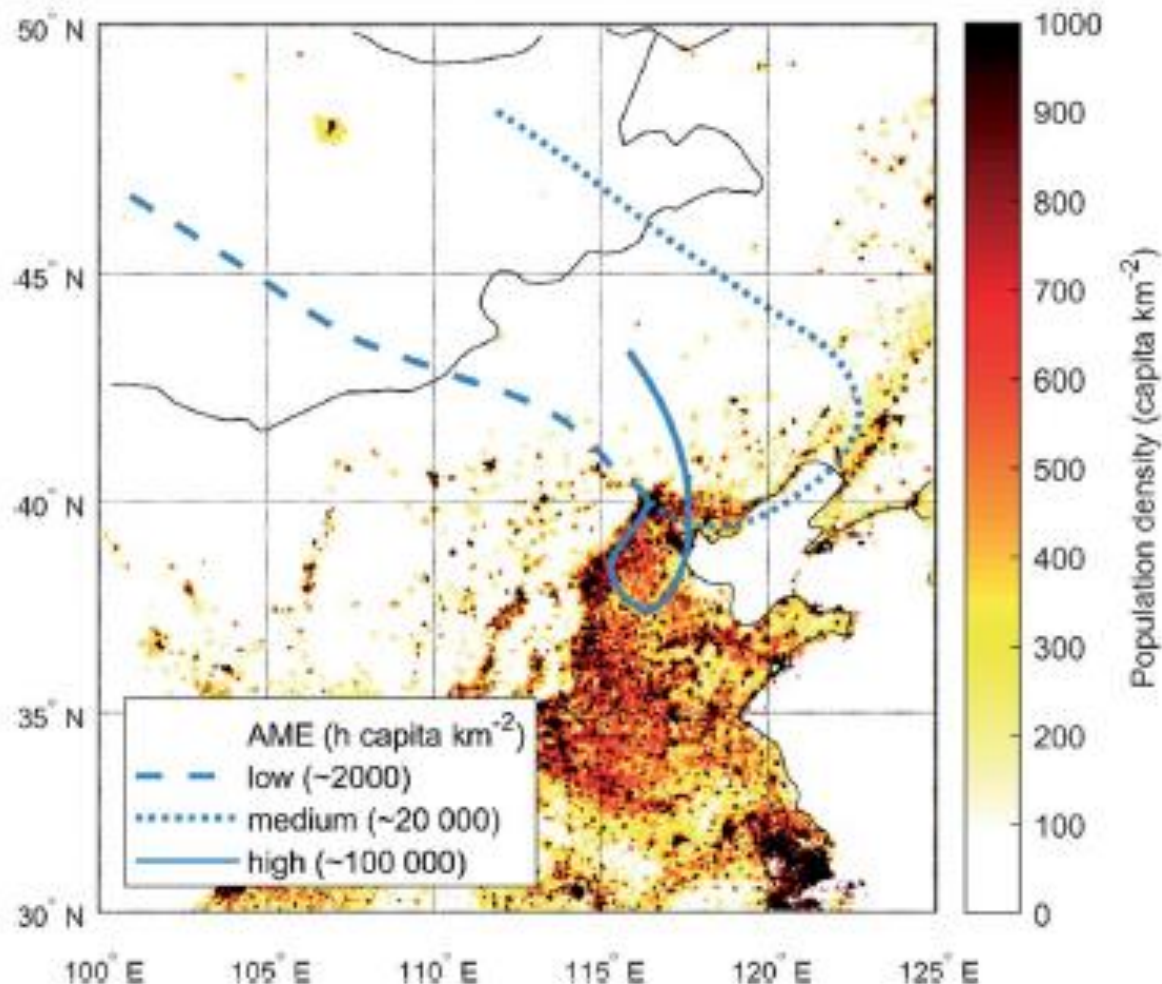 50° N
45° N
40° N
35° N
30° N
100° E
105° E
110° E
115° E
120° E
125° E
AME (h capita km-2)
low (~2000)
medium (~20 000)
high (~100 000)
1000
900
800
700
600
500
400
300
200
100
0
Population density (capita km-2)